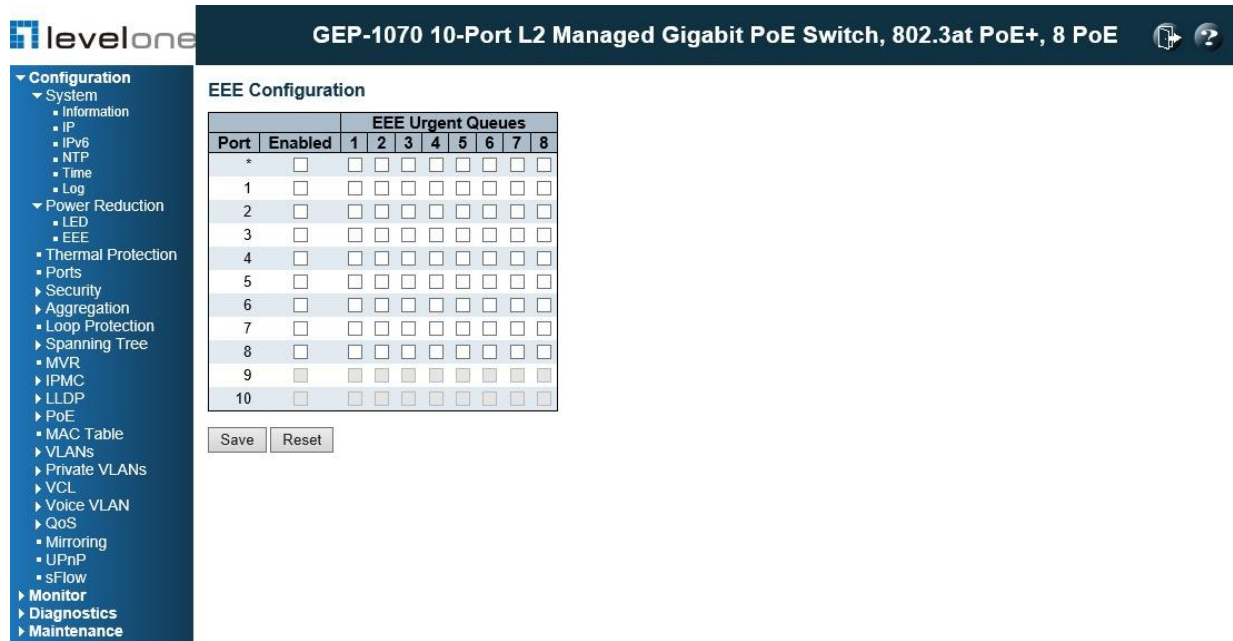 levelone
GEP-1070 10-Port L2 Managed Gigabit PoE Switch, 802.3at PoE+, 8 PoE
?
Configuration
System
Information
IP
IPv6
NTP
Time
Log
Power Reduction
LED
EEE
Thermal Protection
Ports
Security
Aggregation
Loop Protection
Spanning Tree
MVR
IPMC
LLDP
PoE
MAC Table
VLANs
Private VLANs
VCL
Voice VLAN
QoS
Mirroring
UPnP
sFlow
Monitor
Diagnostics
Maintenance
EEE Configuration
EEE Urgent Queues
Port Enabled 1 2 3 4 5 6 7 8
*
1
2
3
4
5
6
7
8
9
10
Save Reset